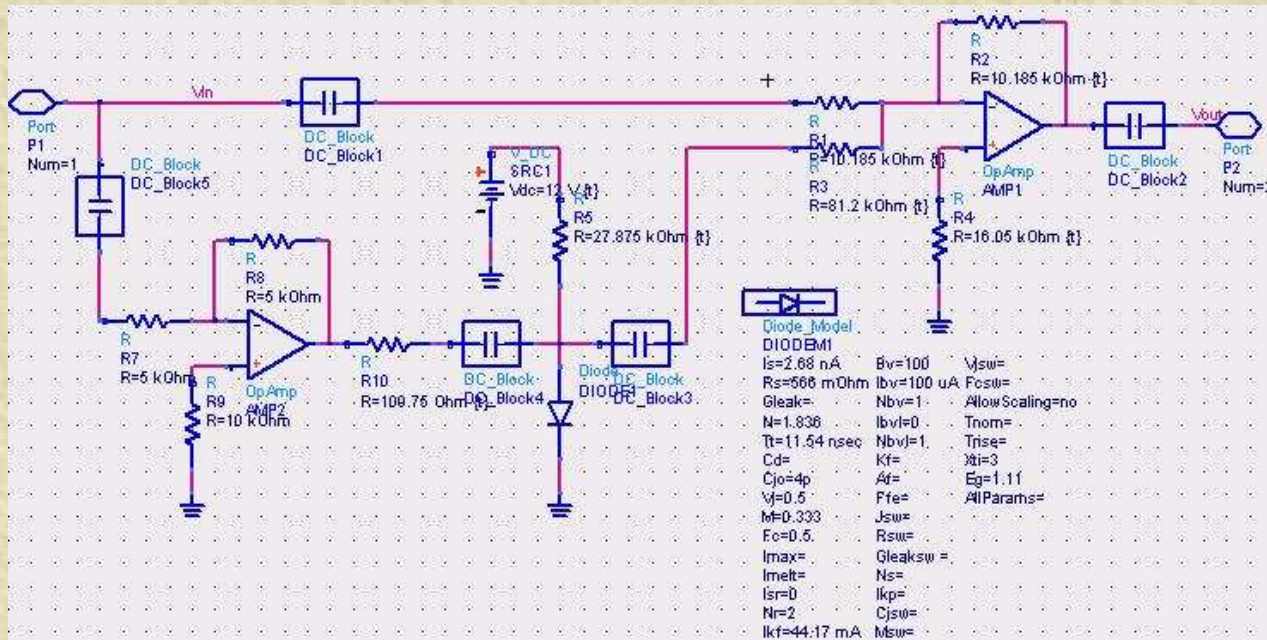 R
R2
R=10.185 kOhm {t}
Vin
Port
P1
Num=1
DC_Block
DC_Block1
DC_Block
DC_Block5
V_DC
SRC1
Vdc=12 V {t}
R
R1
R=10.185 kOhm {t}
R
R3
R=81.2 kOhm {t}
OpAmp
AMP1
Vout
DC_Block
DC_Block2
Port
P2
R
R4
R=16.05 kOhm {t}
R
R5
R=27.875 kOhm {t}
R
R8
R=5 kOhm
R
R7
R=5 kOhm
R
R9
R=10 kOhm
OpAmp
AMP2
R
R10
R=109.75 Ohm {t}
DC_Block
DC_Block4
Diode
DIODE1
DC_Block
DC_Block3
Diode_Model
DIODEM1
Is=2.68 nA Bv=100 Vjsw=
Rs=566 mOhm Ibv=100 uA Fcsw=
Gleak= Nbv=1 AllowScaling=no
N=1.836 Ibvl=0 Tnom=
Tt=11.54 nsec Nbvl=1 Trise=
Cd= Kf= Xti=3
Cjo=4p Af= Eg=1.11
Vj=0.5 Ffe= AllParams=
M=0.333 Jsw=
Fc=0.5 Rsw=
Imax= Gleaksw =
Imelt= Ns=
Isr=0 Ikp=
Nr=2 Cjsw=
Ikf=44.17 mA Msw=